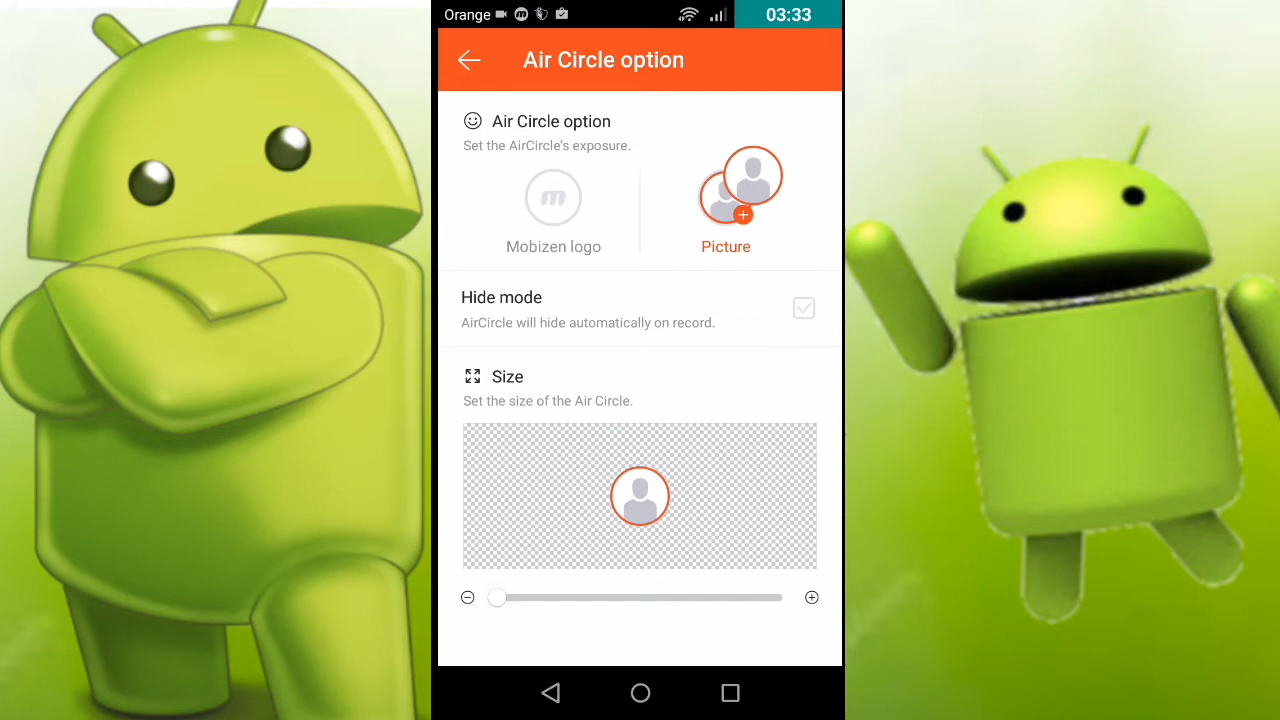 Orange
03:33
Air Circle option
Air Circle option
Set the AirCircle's exposure.
m
Mobizen logo
Picture
Hide mode
AirCircle will hide automatically on record.
Size
Set the size of the Air Circle.